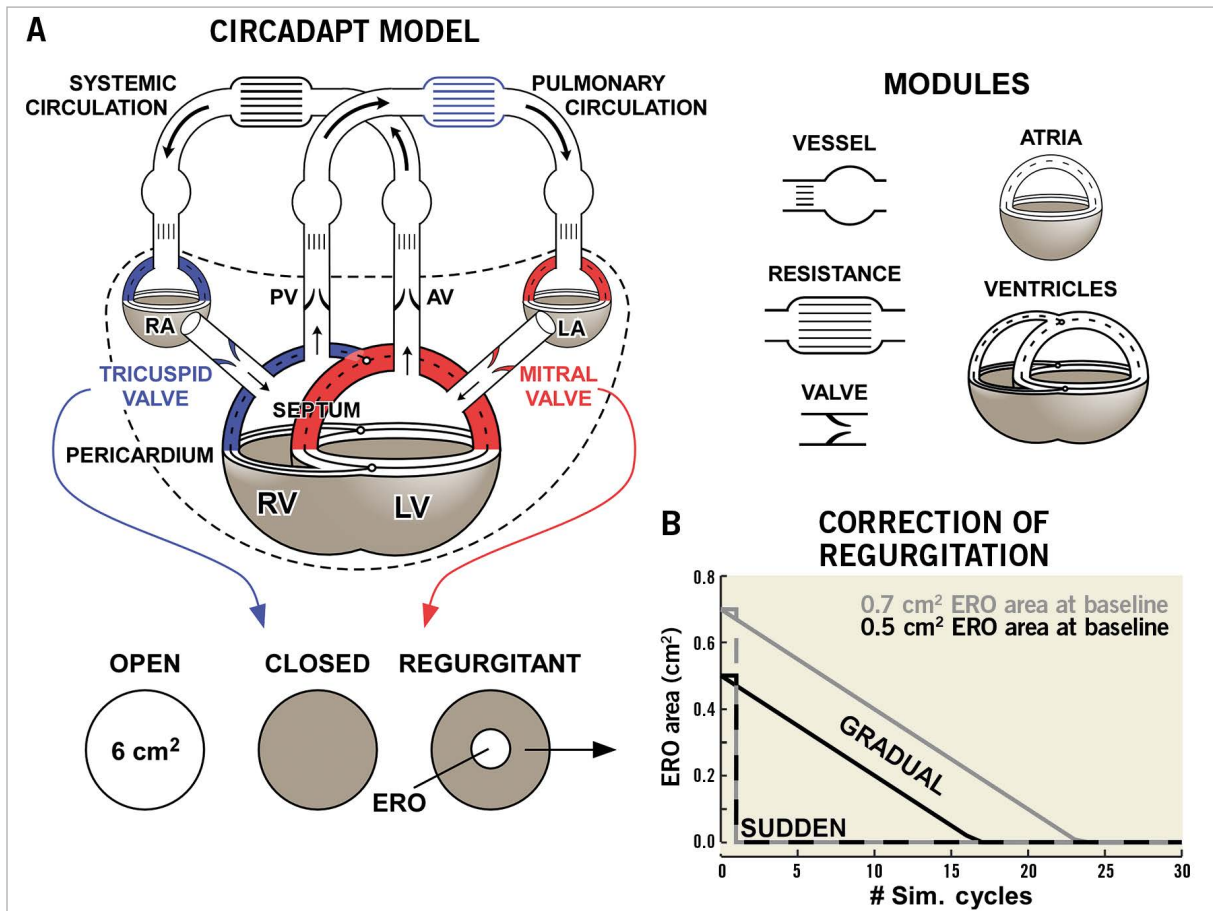 A
CIRCADAPT MODEL
SYSTEMIC
CIRCULATION
PULMONARY
CIRCULATION
PV
AV
RA
LA
TRICUSPID
VALVE
MITRAL
VALVE
SEPTUM
PERICARDIUM
RV
LV
OPEN
CLOSED
REGURGITANT
6 cm²
ERO
MODULES
VESSEL
ATRIA
RESISTANCE
VENTRICLES
VALVE
B
CORRECTION OF
REGURGITATION
0.7 cm² ERO area at baseline
0.5 cm² ERO area at baseline
ERO area (cm²)
0.8
0.6
0.4
0.2
0.0
GRADUAL
SUDDEN
0 5 10 15 20 25 30
# Sim. cycles